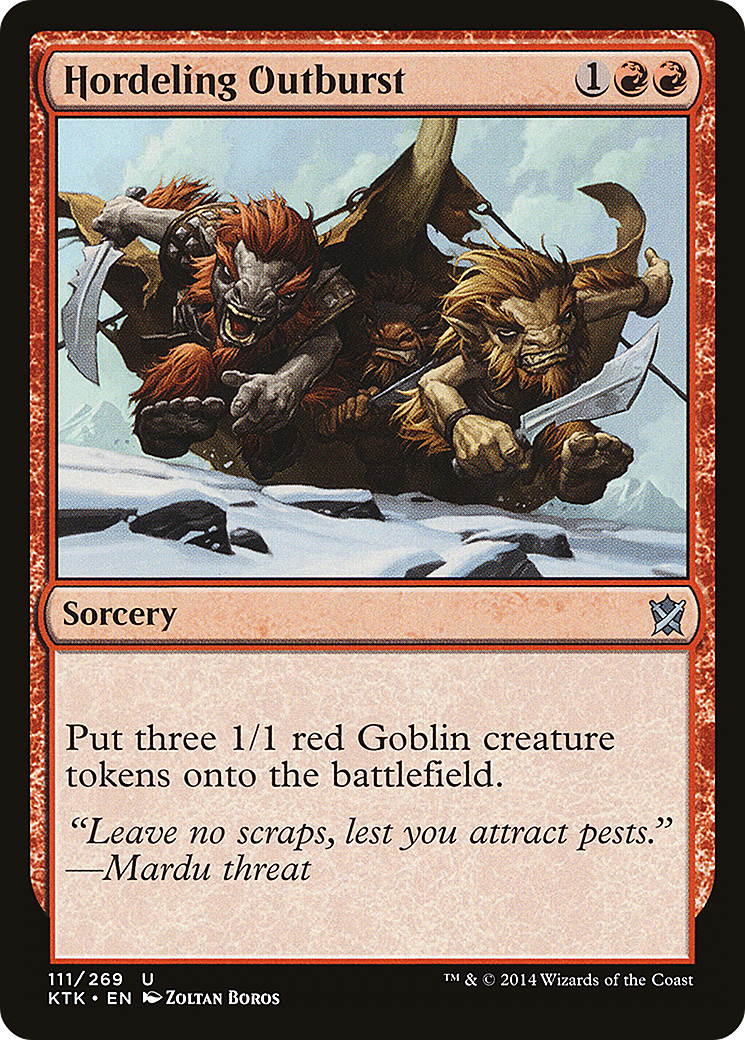 Hordeling Outburst 1
Sorcery
Put three 1/1 red Goblin creature
tokens onto the battlefield.
“Leave no scraps, lest you attract pests.”
—Mardu threat
111/269 U
KTK • EN Zoltan Boros
™ & © 2014 Wizards of the Coast